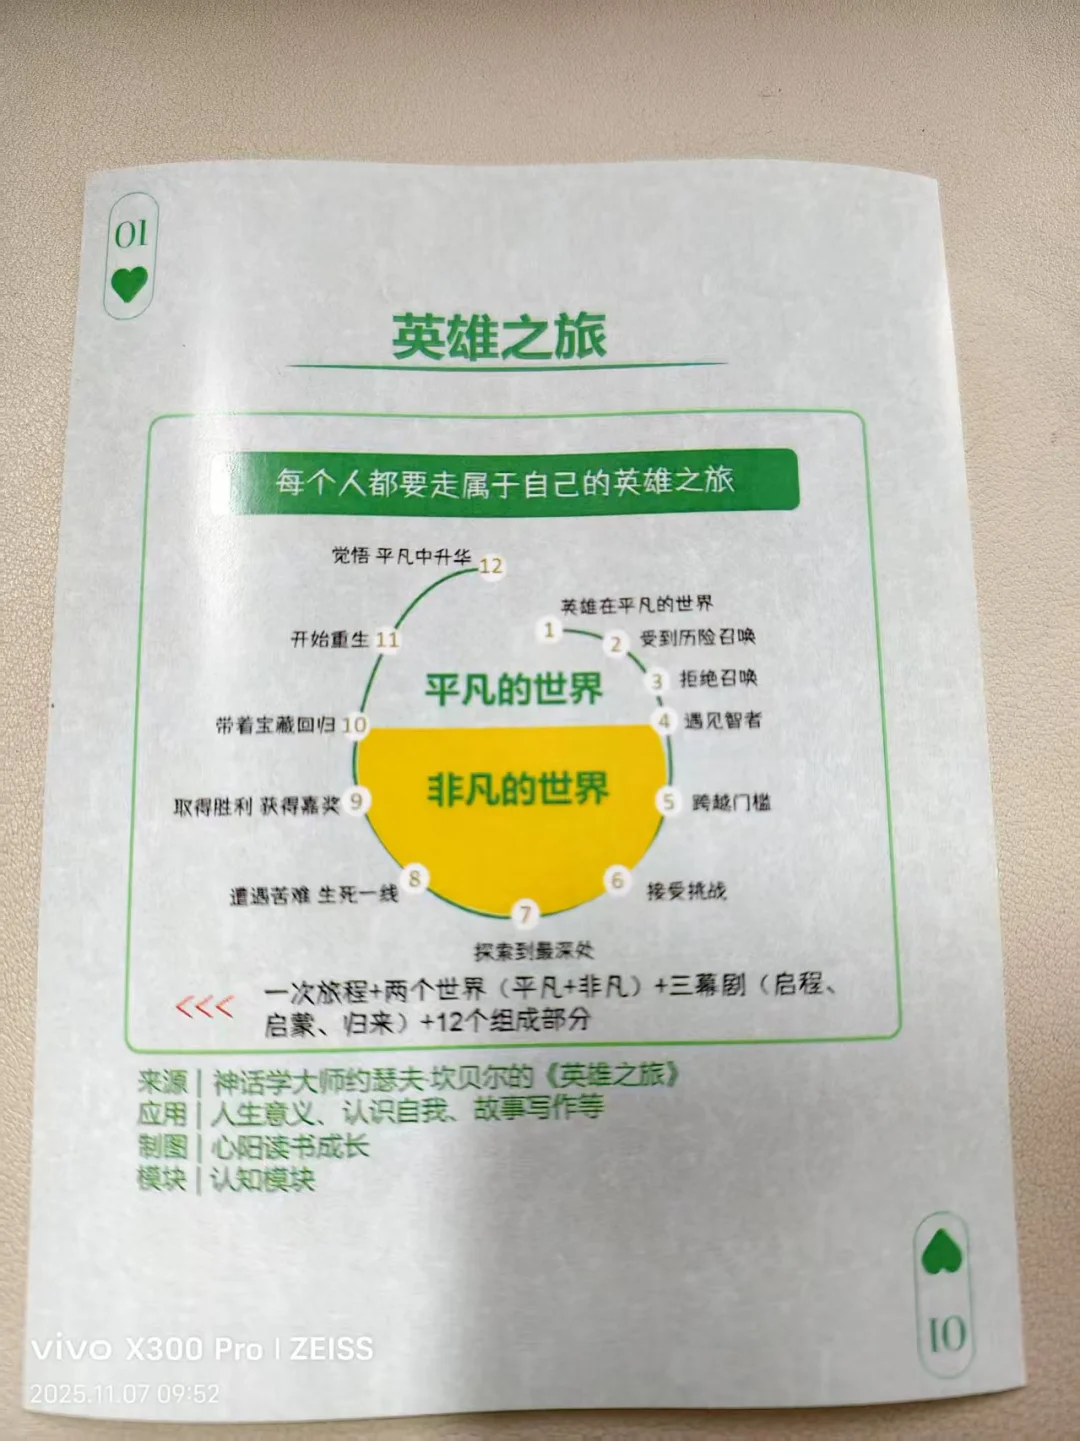 01
英雄之旅
每个人都要走属于自己的英雄之旅
觉悟 平凡中升华 12
英雄在平凡的世界
1
2 受到历险召唤
开始重生 11
3 拒绝召唤
平凡的世界
带着宝藏回归 10
4 遇见智者
非凡的世界
取得胜利 获得嘉奖 9
5 跨越门槛
遭遇苦难 生死一线 8
6 接受挑战
7
探索到最深处
<<< 一次旅程+两个世界（平凡+非凡）+三幕剧（启程、
启蒙、归来）+12个组成部分
来源 | 神话学大师约瑟夫·坎贝尔的《英雄之旅》
应用 | 人生意义、认识自我、故事写作等
制图 | 心阳读书成长
模块 | 认知模块
01
vivo X300 Pro | ZEISS
2025.11.07 09:52